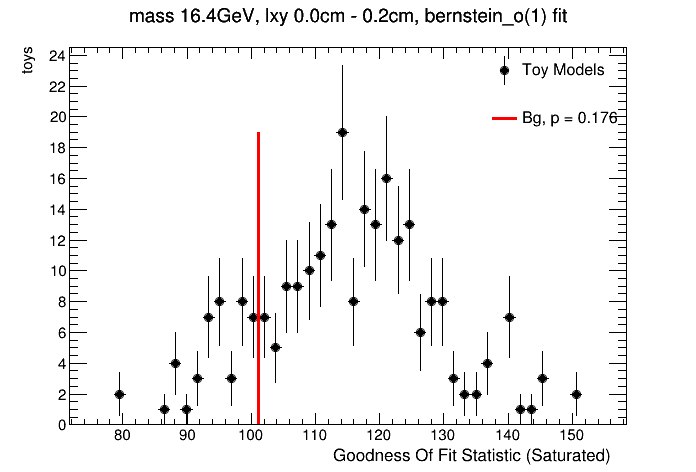 mass 16.4GeV, lxy 0.0cm - 0.2cm, bernstein_o(1) fit
toys
24
22
20
18
16
14
12
10
8
6
4
2
0
Toy Models
Bg, p = 0.176
80 90 100 110 120 130 140 150
Goodness Of Fit Statistic (Saturated)